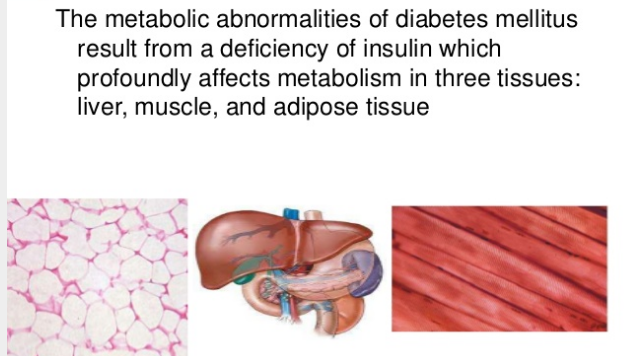 The metabolic abnormalities of diabetes mellitus
result from a deficiency of insulin which
profoundly affects metabolism in three tissues:
liver, muscle, and adipose tissue